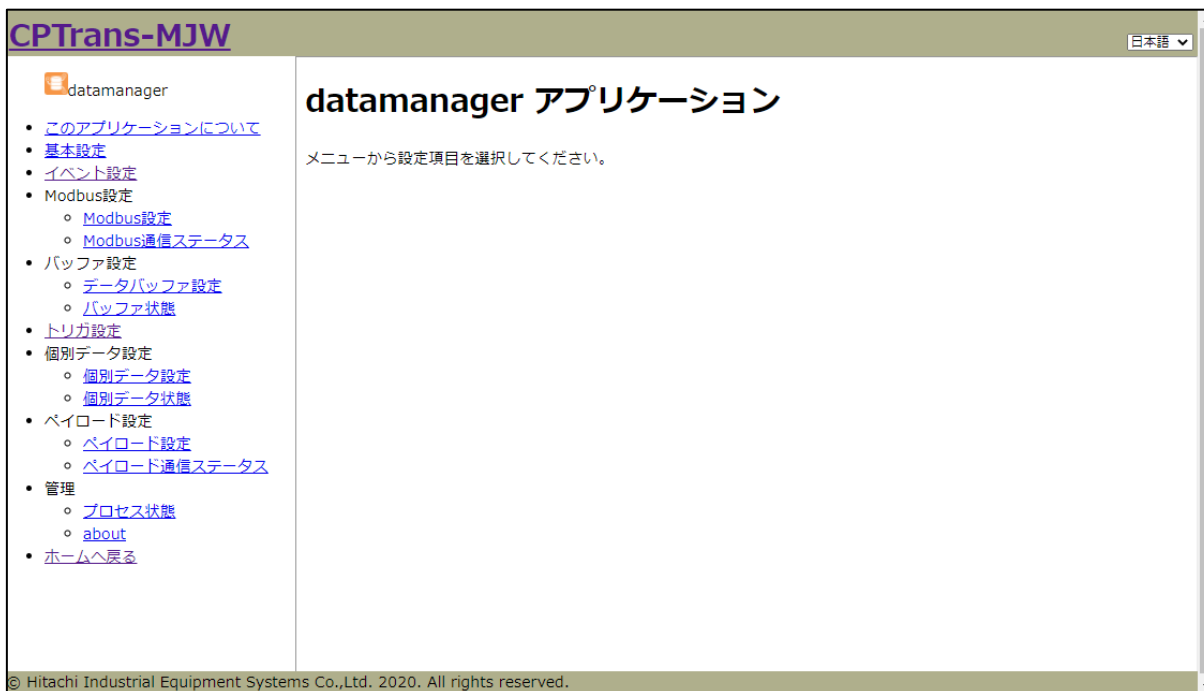 CPTrans-MJW
日本語
datamanager
このアプリケーションについて
基本設定
イベント設定
Modbus設定
Modbus設定
Modbus通信ステータス
バッファ設定
データバッファ設定
バッファ状態
トリガ設定
個別データ設定
個別データ設定
個別データ状態
ペイロード設定
ペイロード設定
ペイロード通信ステータス
管理
プロセス状態
about
ホームへ戻る
datamanager アプリケーション
メニューから設定項目を選択してください。
© Hitachi Industrial Equipment Systems Co.,Ltd. 2020. All rights reserved.